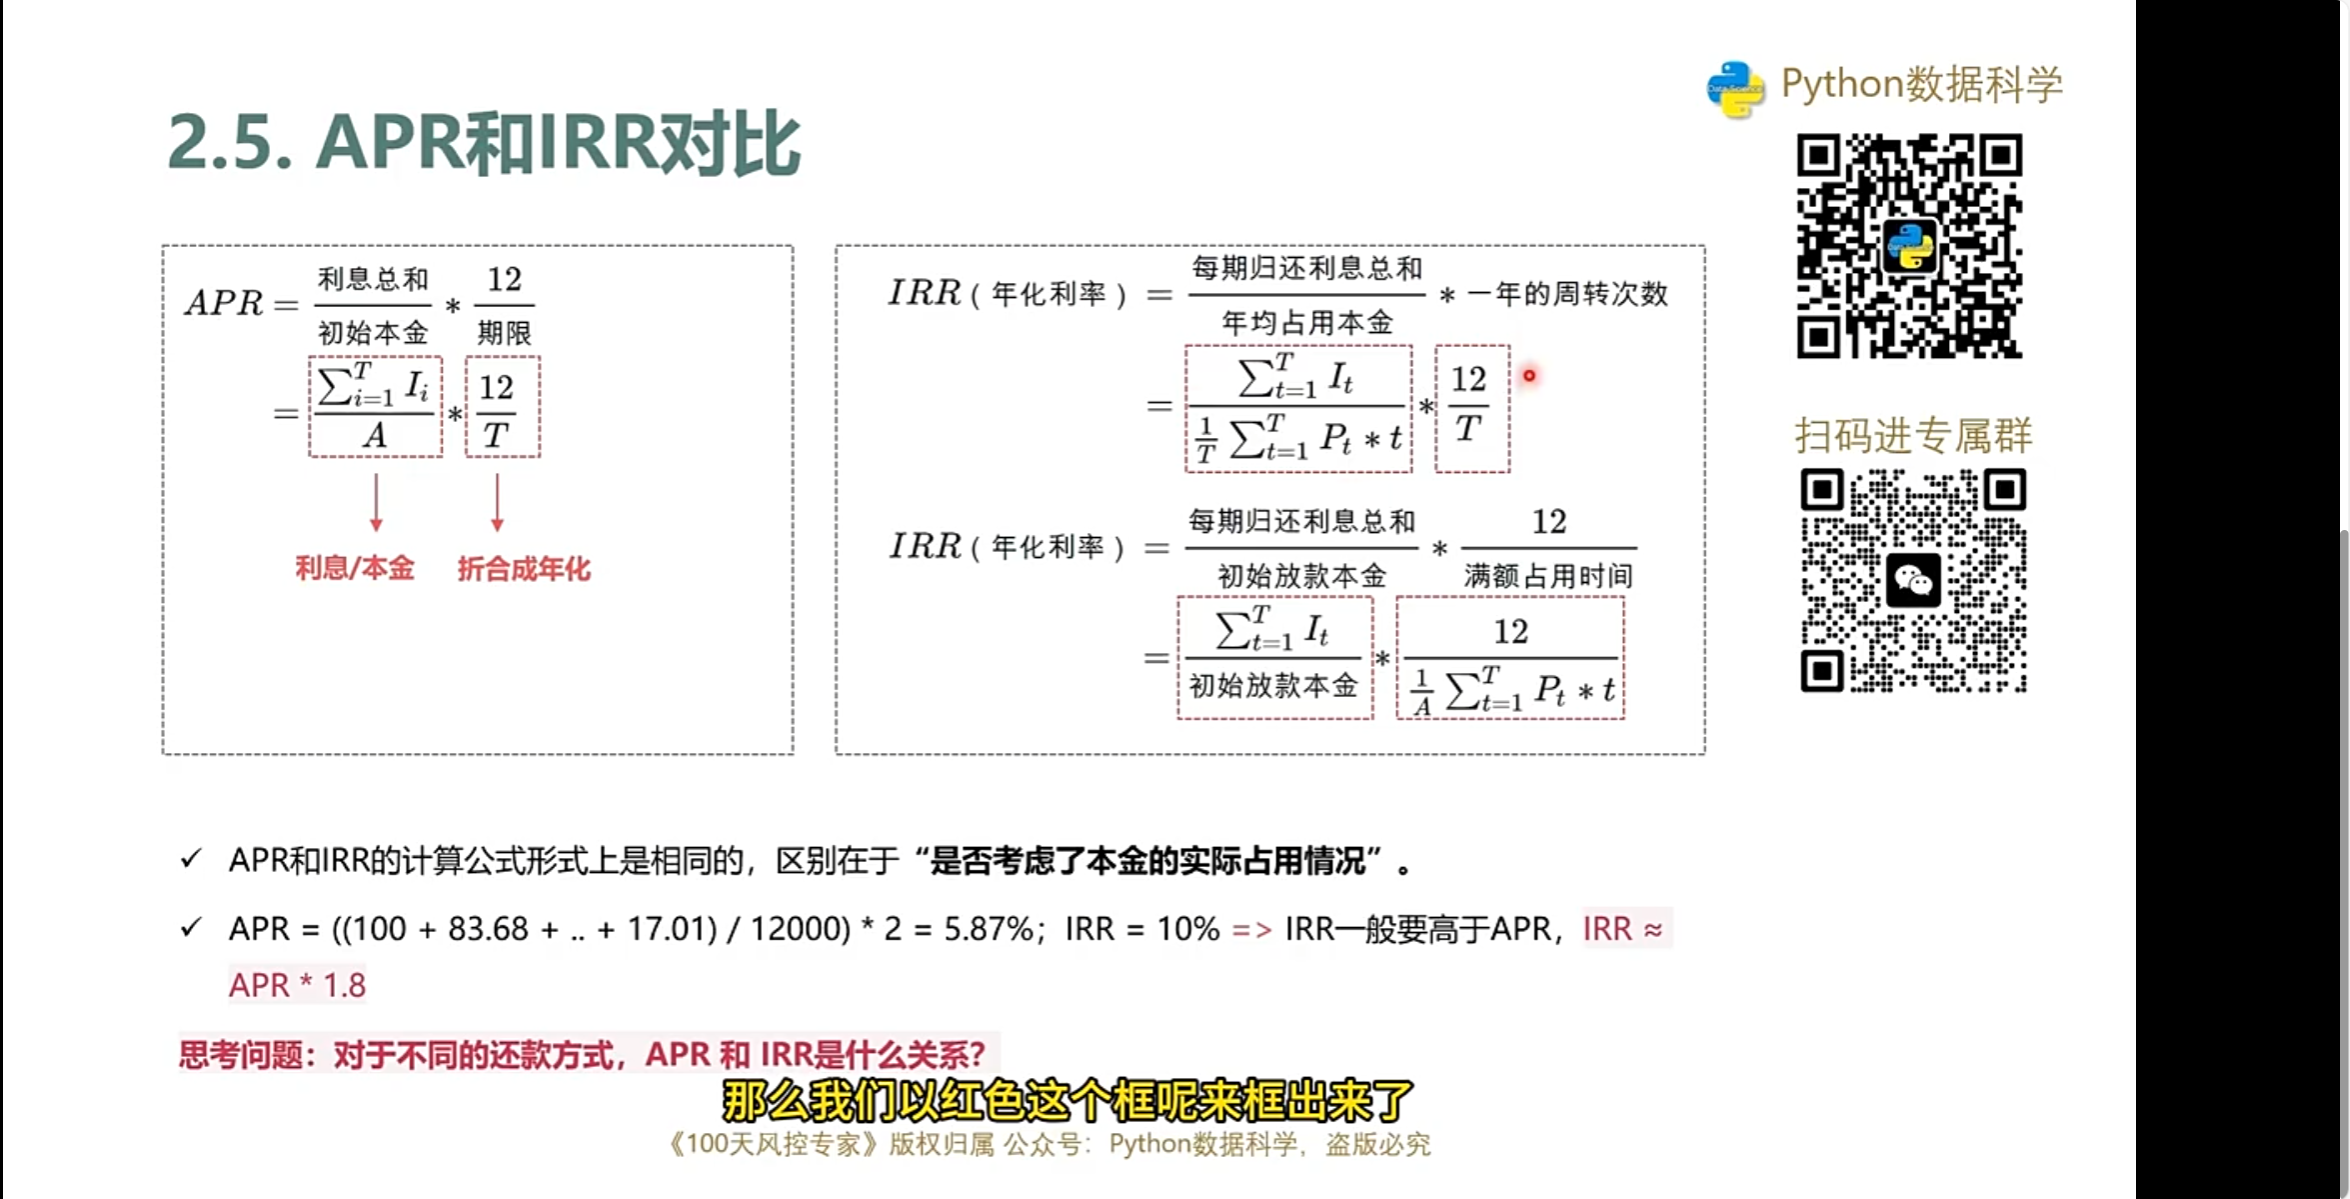 Python数据科学
2.5. APR和IRR对比
扫码进专属群
APR = 利息总和 / 初始本金 * 12 / 期限
= \frac{\sum_{i=1}^{T} I_i}{A} * \frac{12}{T}
利息/本金 折合成年化
IRR（年化利率） = 每期归还利息总和 / 年均占用本金 * 一年的周转次数
= \frac{\sum_{t=1}^{T} I_t}{\frac{1}{T} \sum_{t=1}^{T} P_t * t} * \frac{12}{T}
IRR（年化利率） = 每期归还利息总和 / 初始放款本金 * 12 / 满额占用时间
= \frac{\sum_{t=1}^{T} I_t}{初始放款本金} * \frac{12}{\frac{1}{A} \sum_{t=1}^{T} P_t * t}
✓ APR和IRR的计算公式形式上是相同的，区别在于“是否考虑了本金的实际占用情况”。
✓ APR = ((100 + 83.68 + .. + 17.01) / 12000) * 2 = 5.87%；IRR = 10% => IRR一般要高于APR，IRR ≈
APR * 1.8
思考问题：对于不同的还款方式，APR 和 IRR是什么关系？
那么我们以红色这个框呢来框出来了
《100天风控专家》版权归属 公众号：Python数据科学，盗版必究